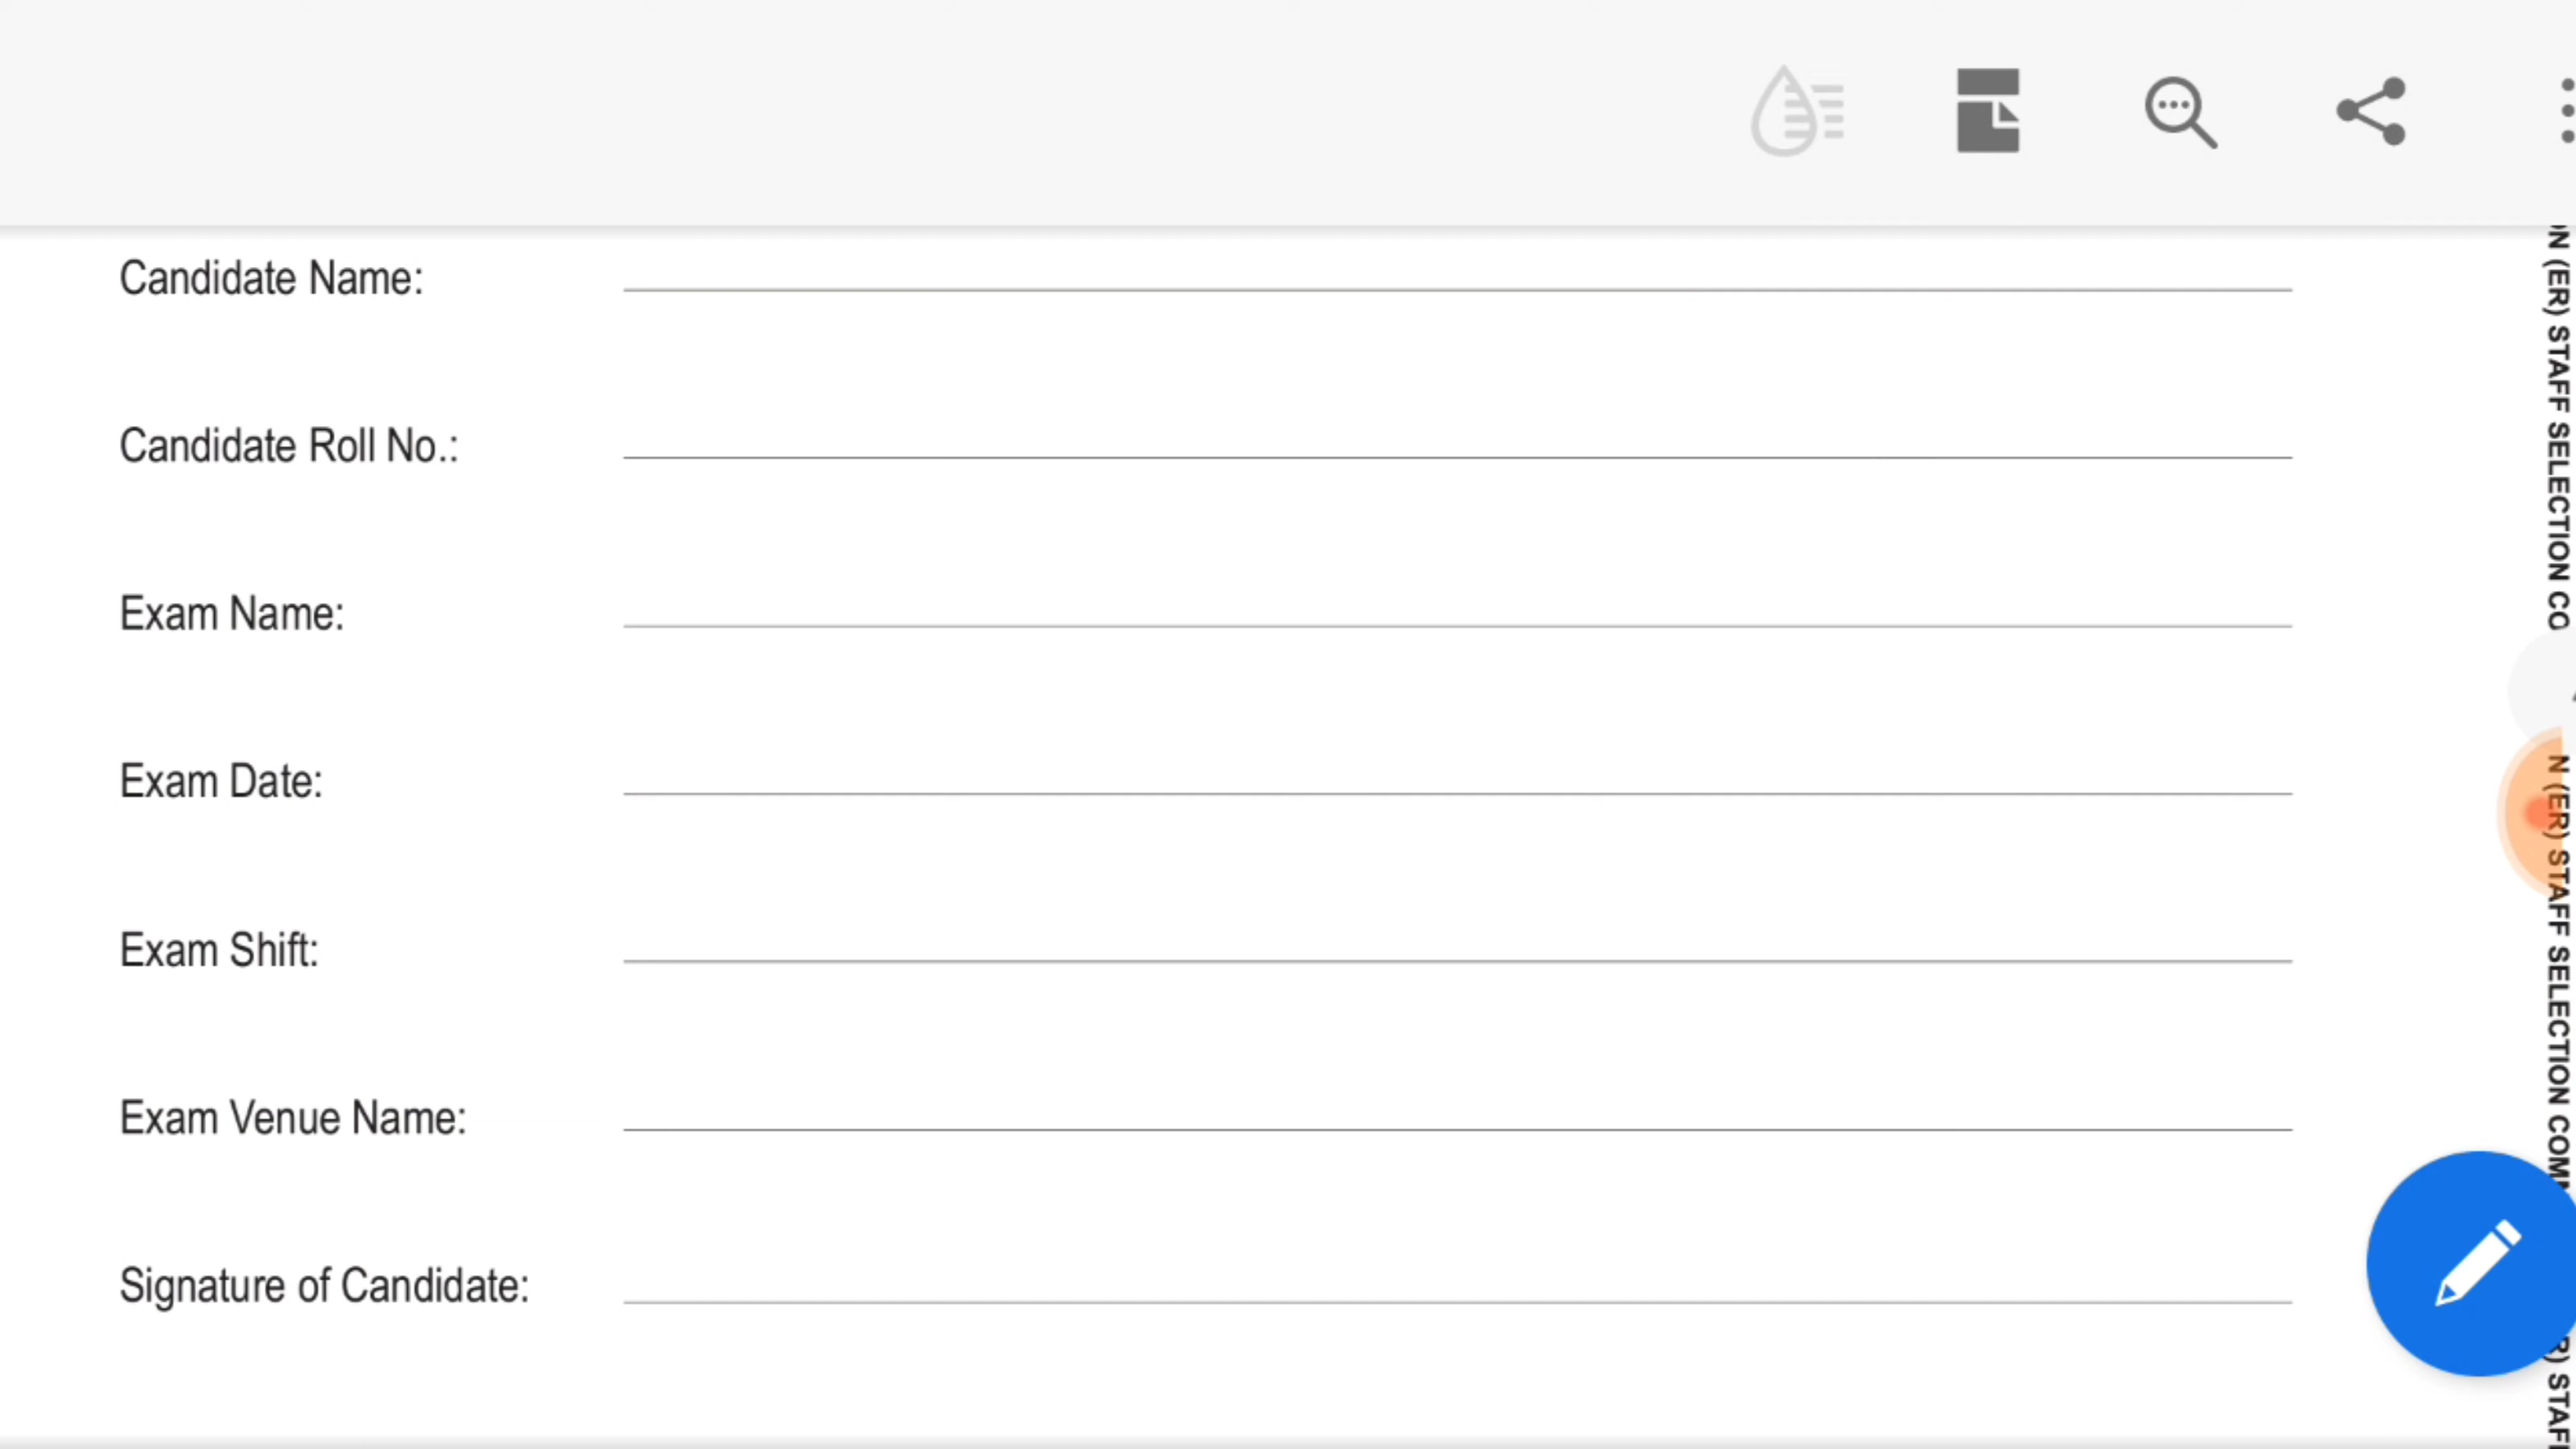 Candidate Name:
Candidate Roll No.:
Exam Name:
Exam Date:
Exam Shift:
Exam Venue Name:
Signature of Candidate:
(ER) STAFF SELECTION CO
N (ER) STAFF SELECTION COM
STAF